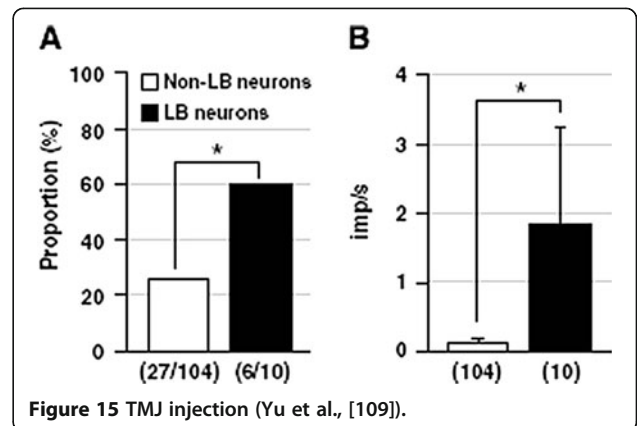 A
B
100
80
60
40
20
0
Proportion (%)
Non-LB neurons
LB neurons
*
(27/104) (6/10)
4
3
2
1
0
imp/s
*
(104) (10)
Figure 15 TMJ injection (Yu et al., [109]).